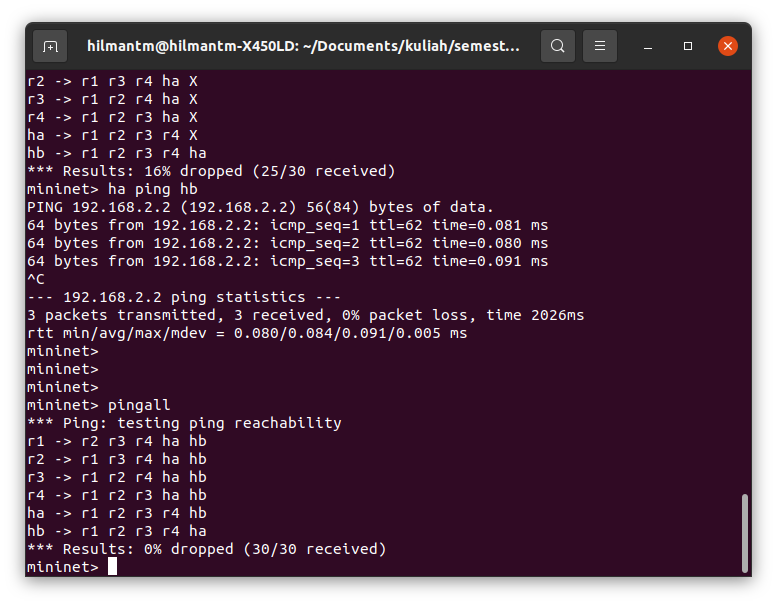 hilmantm@hilmantm-X450LD: ~/Documents/kuliah/semest...
r2 -> r1 r3 r4 ha X
r3 -> r1 r2 r4 ha X
r4 -> r1 r2 r3 ha X
ha -> r1 r2 r3 r4 X
hb -> r1 r2 r3 r4 ha
*** Results: 16% dropped (25/30 received)
mininet> ha ping hb
PING 192.168.2.2 (192.168.2.2) 56(84) bytes of data.
64 bytes from 192.168.2.2: icmp_seq=1 ttl=62 time=0.081 ms
64 bytes from 192.168.2.2: icmp_seq=2 ttl=62 time=0.080 ms
64 bytes from 192.168.2.2: icmp_seq=3 ttl=62 time=0.091 ms
^C
--- 192.168.2.2 ping statistics ---
3 packets transmitted, 3 received, 0% packet loss, time 2026ms
rtt min/avg/max/mdev = 0.080/0.084/0.091/0.005 ms
mininet>
mininet>
mininet>
mininet> pingall
*** Ping: testing ping reachability
r1 -> r2 r3 r4 ha hb
r2 -> r1 r3 r4 ha hb
r3 -> r1 r2 r4 ha hb
r4 -> r1 r2 r3 ha hb
ha -> r1 r2 r3 r4 hb
hb -> r1 r2 r3 r4 ha
*** Results: 0% dropped (30/30 received)
mininet>